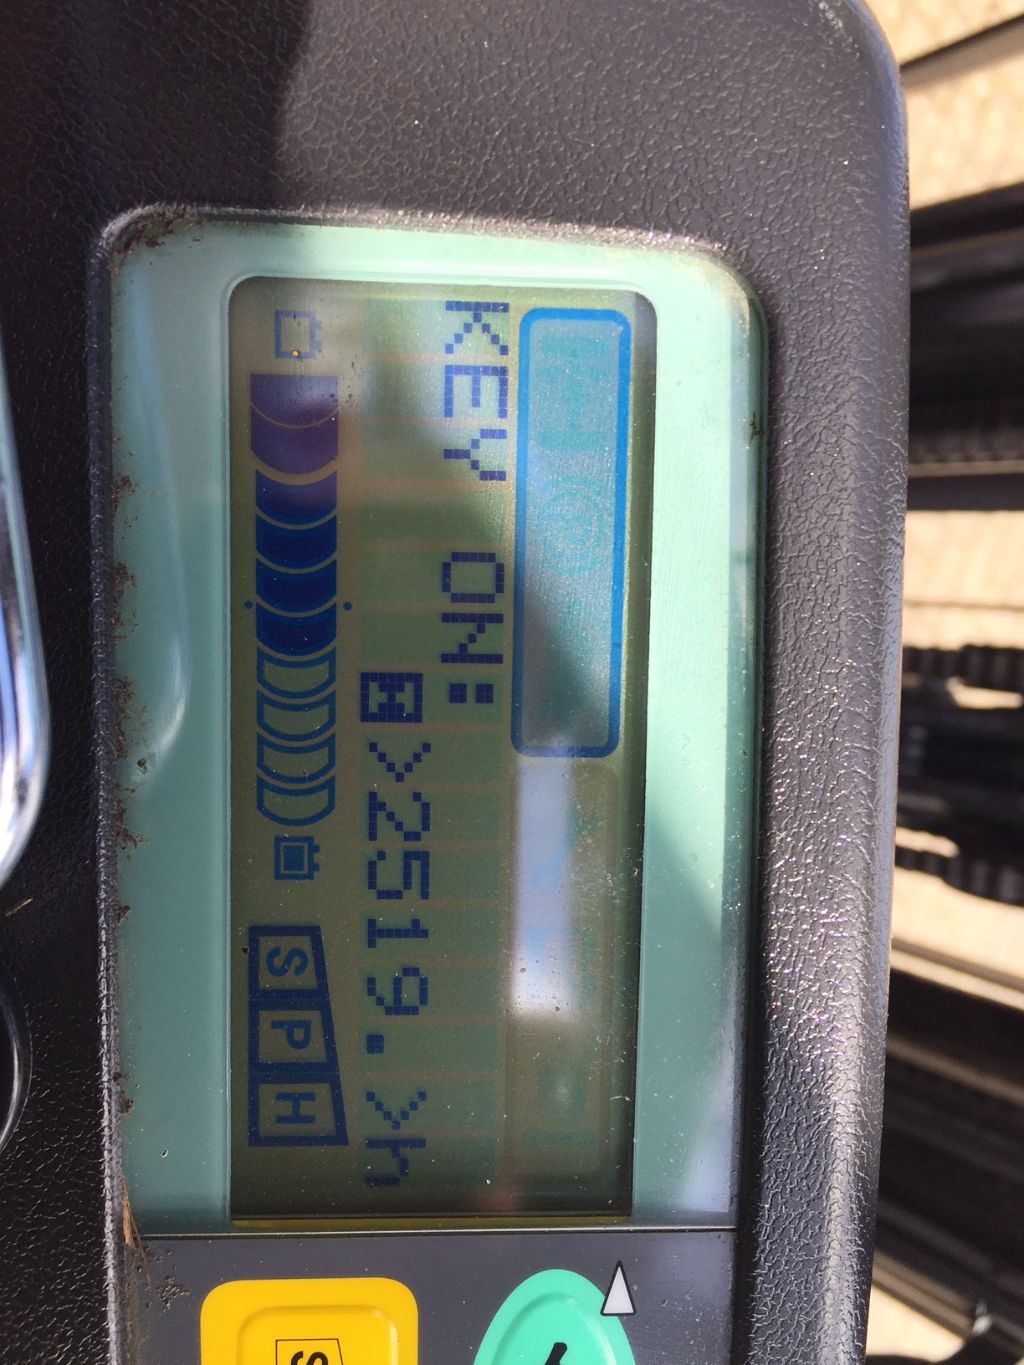 KEY ON:
>2519.>h
S P H
S